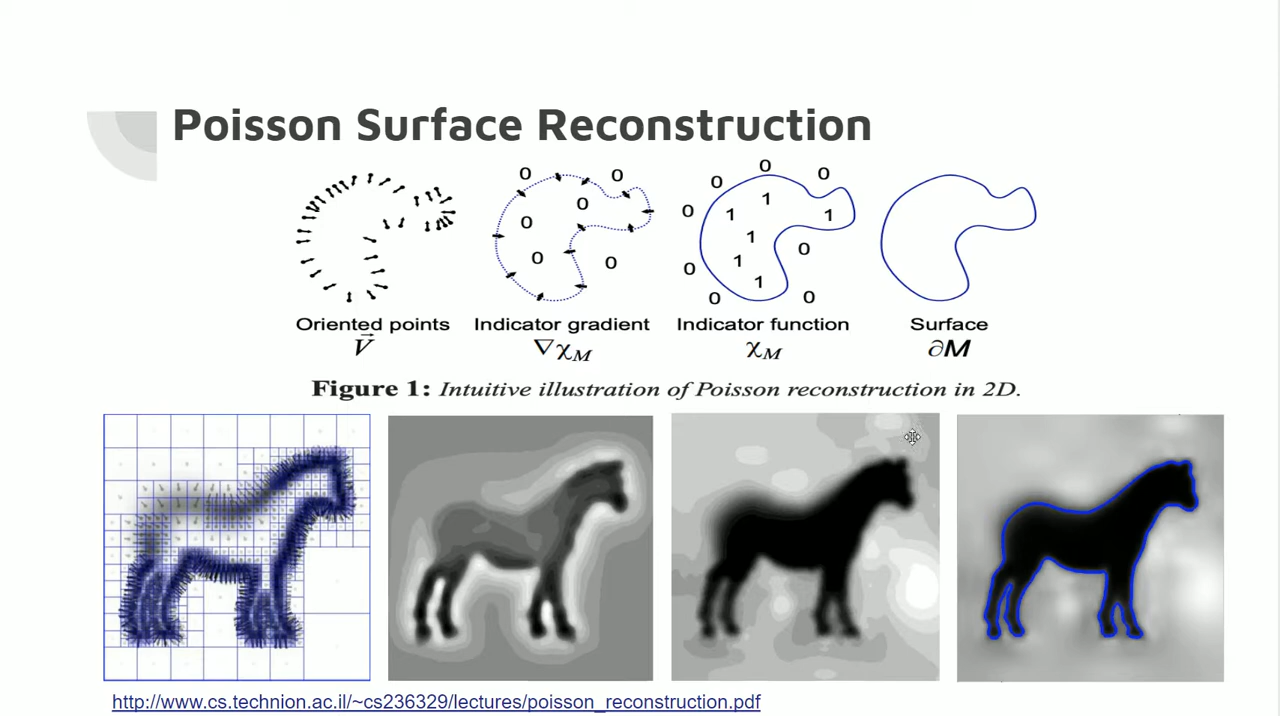 Poisson Surface Reconstruction
0 0 0 0 0 0
0 0 0 0 0 0 0 0 1 1 1 1 1 1
Oriented points Indicator gradient Indicator function Surface
V⃗ ∇χM χM ∂M
Figure 1: Intuitive illustration of Poisson reconstruction in 2D.
http://www.cs.technion.ac.il/~cs236329/lectures/poisson_reconstruction.pdf